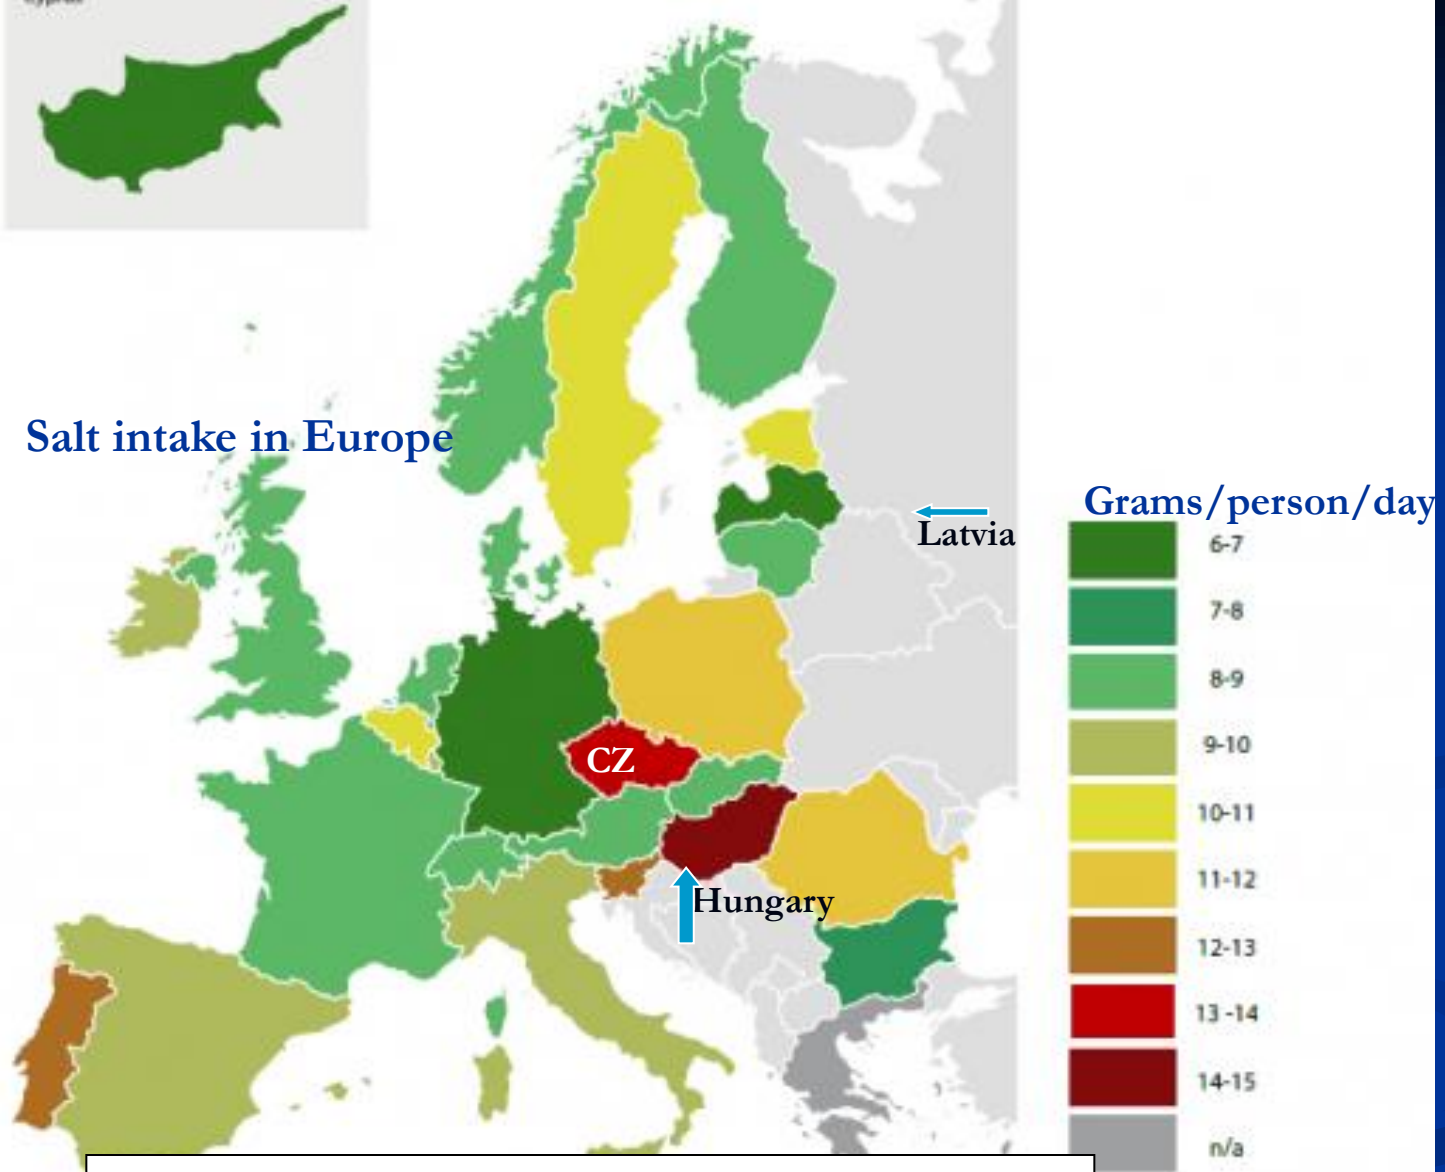 Cyprus
Salt intake in Europe
Grams/person/day
Latvia
6-7
7-8
8-9
9-10
10-11
11-12
12-13
13 -14
14-15
n/a
CZ
Hungary